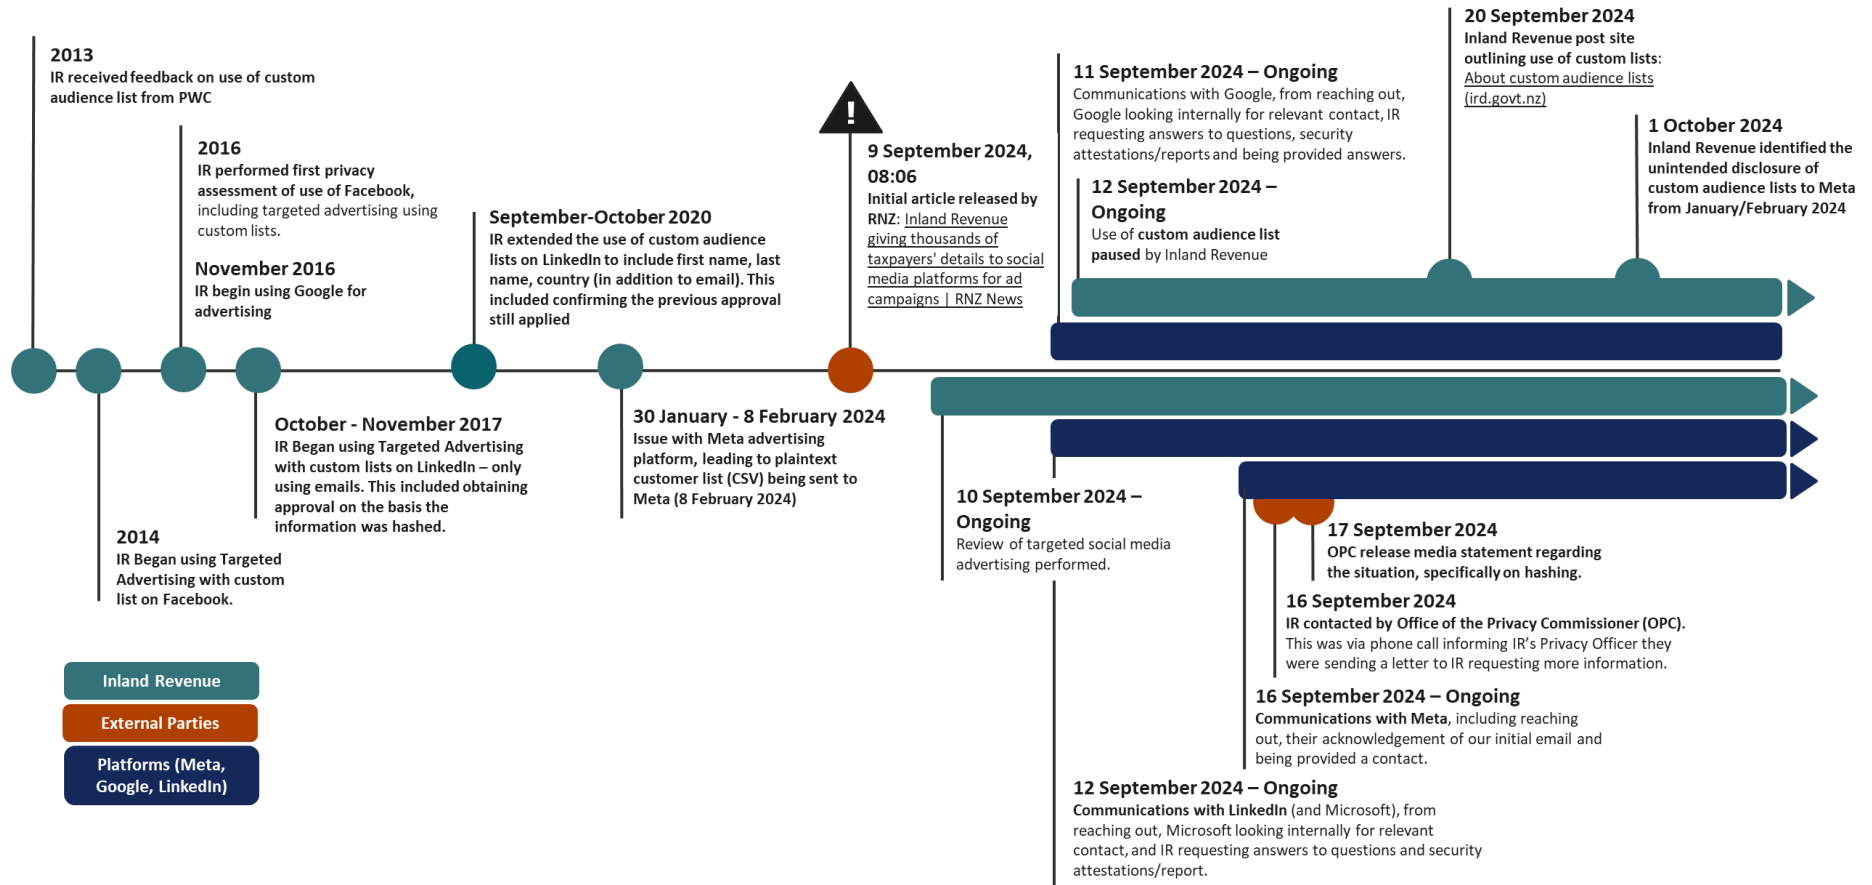 2013
IR received feedback on use of custom
audience list from PWC
2016
IR performed first privacy
assessment of use of Facebook,
including targeted advertising using
custom lists.
November 2016
IR begin using Google for
advertising
September-October 2020
IR extended the use of custom audience
lists on LinkedIn to include first name, last
name, country (in addition to email). This
included confirming the previous approval
still applied
!
9 September 2024,
08:06
Initial article released by
RNZ: Inland Revenue
giving thousands of
taxpayers' details to social
media platforms for ad
campaigns | RNZ News
11 September 2024 – Ongoing
Communications with Google, from reaching out,
Google looking internally for relevant contact, IR
requesting answers to questions, security
attestations/reports and being provided answers.
12 September 2024 –
Ongoing
Use of custom audience list
paused by Inland Revenue
20 September 2024
Inland Revenue post site
outlining use of custom lists:
About custom audience lists
(ird.govt.nz)
1 October 2024
Inland Revenue identified the
unintended disclosure of
custom audience lists to Meta
from January/February 2024
2014
IR Began using Targeted
Advertising with custom
list on Facebook.
October - November 2017
IR Began using Targeted Advertising
with custom lists on LinkedIn – only
using emails. This included obtaining
approval on the basis the
information was hashed.
30 January - 8 February 2024
Issue with Meta advertising
platform, leading to plaintext
customer list (CSV) being sent to
Meta (8 February 2024)
10 September 2024 –
Ongoing
Review of targeted social media
advertising performed.
17 September 2024
OPC release media statement regarding
the situation, specifically on hashing.
16 September 2024
IR contacted by Office of the Privacy Commissioner (OPC).
This was via phone call informing IR's Privacy Officer they
were sending a letter to IR requesting more information.
16 September 2024 – Ongoing
Communications with Meta, including reaching
out, their acknowledgement of our initial email and
being provided a contact.
12 September 2024 – Ongoing
Communications with LinkedIn (and Microsoft), from
reaching out, Microsoft looking internally for relevant
contact, and IR requesting answers to questions and security
attestations/report.
Inland Revenue
External Parties
Platforms (Meta,
Google, LinkedIn)